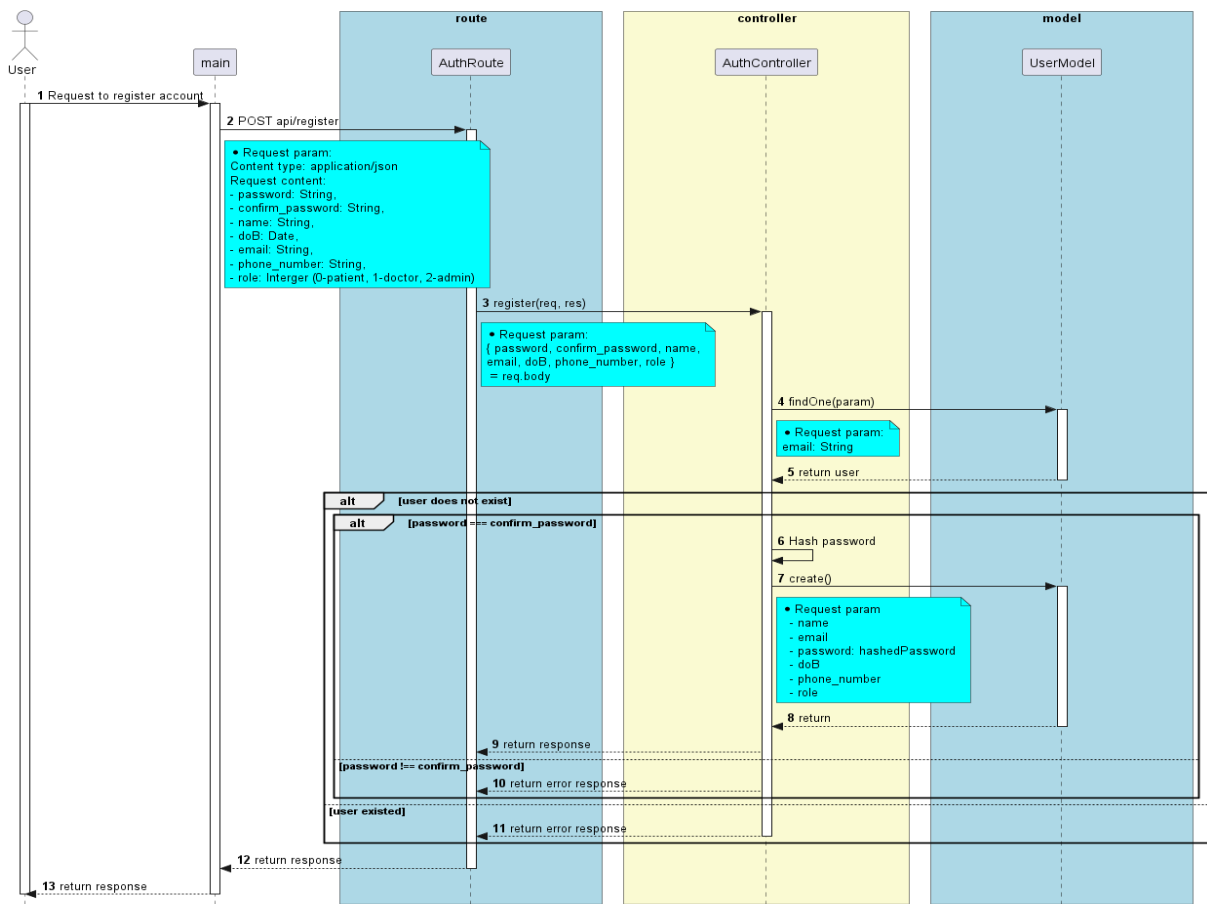 route
controller
model
User
main
AuthRoute
AuthController
UserModel
1 Request to register account
2 POST api/register
• Request param:
Content type: application/json
Request content:
- password: String,
- confirm_password: String,
- name: String,
- doB: Date,
- email: String,
- phone_number: String,
- role: Interger (0-patient, 1-doctor, 2-admin)
3 register(req, res)
• Request param:
{ password, confirm_password, name,
email, doB, phone_number, role }
= req.body
4 findOne(param)
• Request param:
email: String
5 return user
alt [user does not exist]
alt [password === confirm_password]
6 Hash password
7 create()
• Request param
- name
- email
- password: hashedPassword
- doB
- phone_number
- role
8 return
9 return response
[password !== confirm_password]
10 return error response
[user existed]
11 return error response
12 return response
13 return response